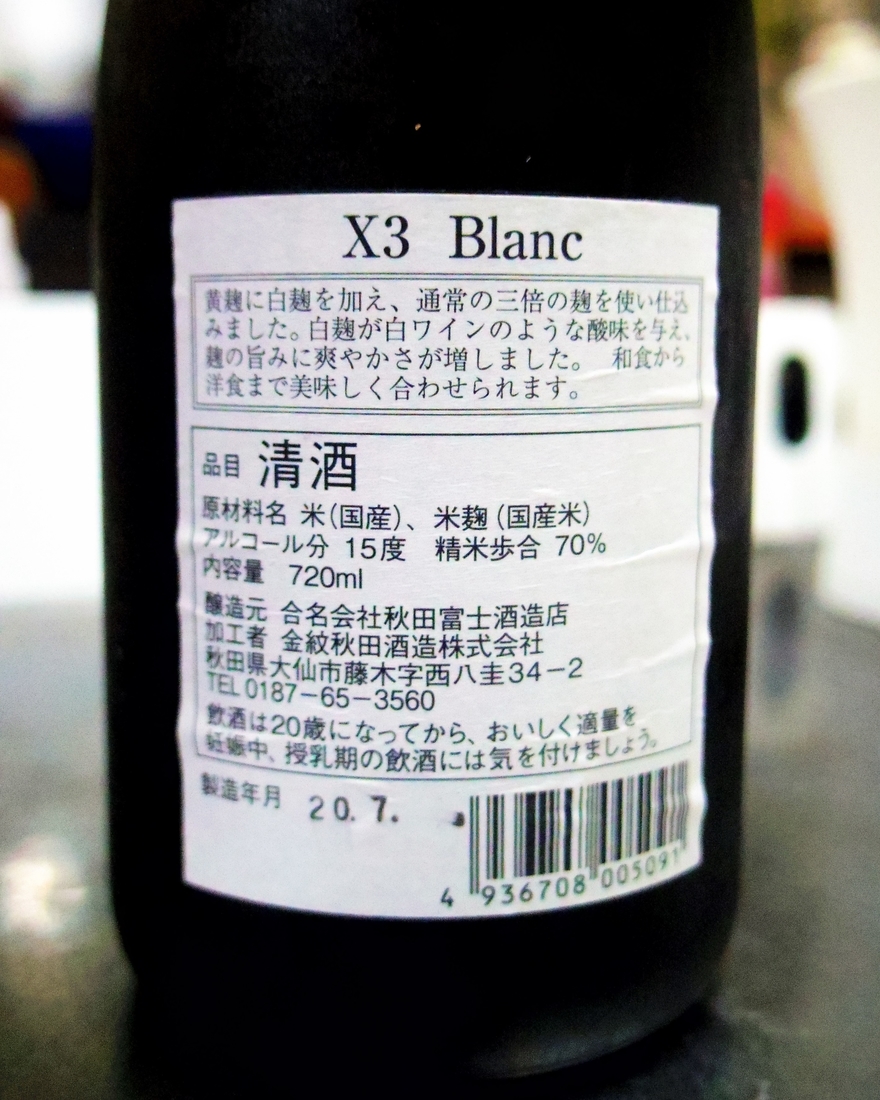 X3 Blanc
黄麹に白麹を加え、通常の三倍の麹を使い仕込
みました。白麹が白ワインのような酸味を与え、
麹の旨みに爽やかさが増しました。 和食から
洋食まで美味しく合わせられます。
品目 清酒
原材料名 米(国産)、米麹(国産米)
アルコール分 15度 精米歩合 70%
内容量 720ml
醸造元 合名会社秋田富士酒造店
加工者 金紋秋田酒造株式会社
秋田県大仙市藤木字西八圭34-2
TEL 0187-65-3560
飲酒は20歳になってから、おいしく適量を
妊娠中、授乳期の飲酒には気を付けましょう。
製造年月 20.7.
4 936708 005091